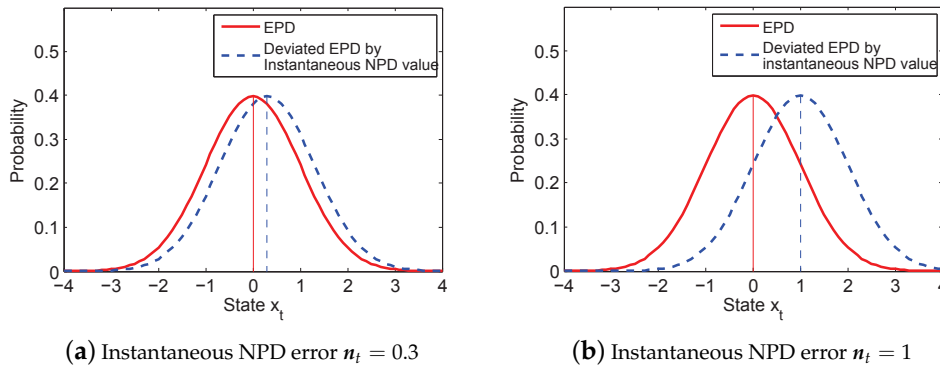 EPD
Deviated EPD by
Instantaneous NPD value
0.5
0.4
0.3
0.2
0.1
0
Probability
−4 −3 −2 −1 0 1 2 3 4
State x_t
(a) Instantaneous NPD error n_t = 0.3
EPD
Deviated EPD by
instantaneous NPD value
0.5
0.4
0.3
0.2
0.1
0
Probability
−4 −3 −2 −1 0 1 2 3 4
State x_t
(b) Instantaneous NPD error n_t = 1